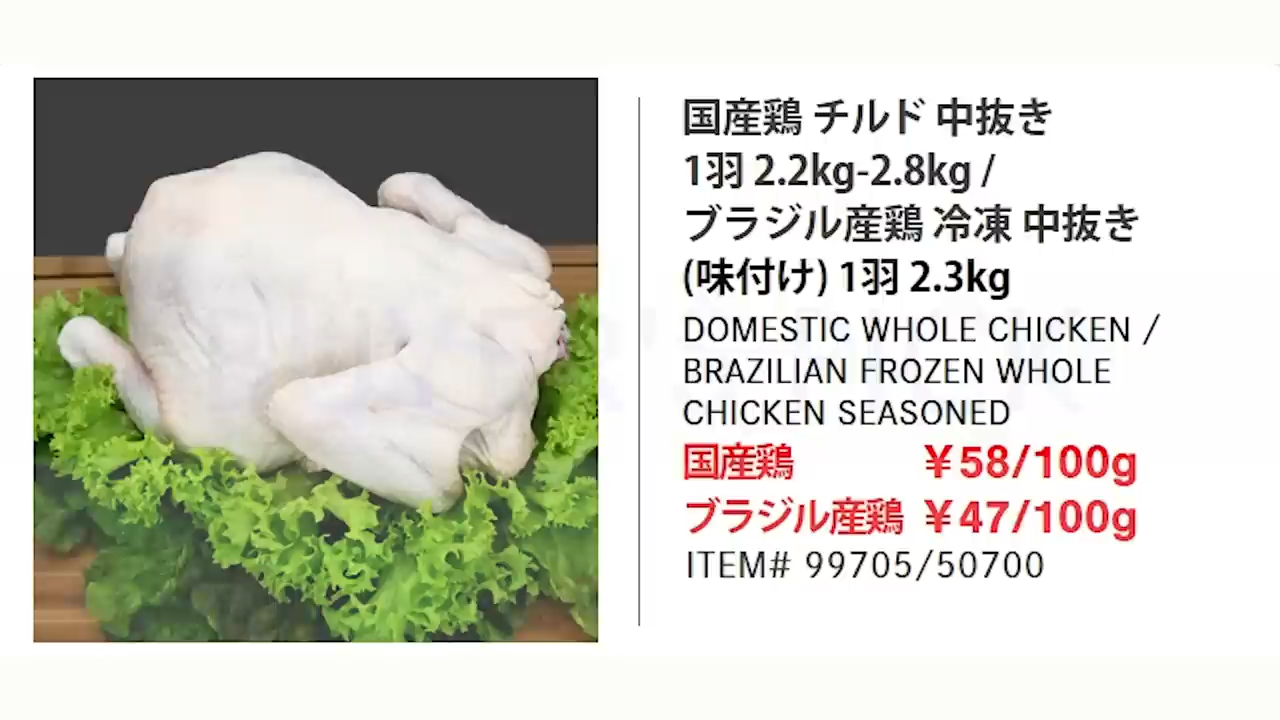 国産鶏 チルド 中抜き
1羽 2.2kg-2.8kg /
ブラジル産鶏 冷凍 中抜き
(味付け) 1羽 2.3kg
DOMESTIC WHOLE CHICKEN /
BRAZILIAN FROZEN WHOLE
CHICKEN SEASONED
国産鶏 ¥58/100g
ブラジル産鶏 ¥47/100g
ITEM# 99705/50700